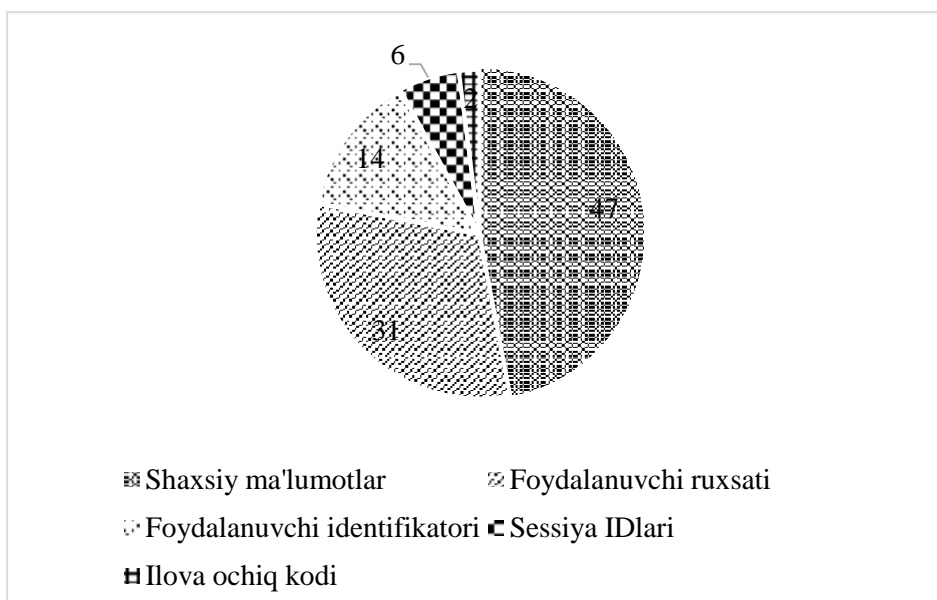 6
2
14
47
31
Shaxsiy ma'lumotlar Foydalanuvchi ruxsati
Foydalanuvchi identifikatori Sessiya IDlari
Ilova ochiq kodi